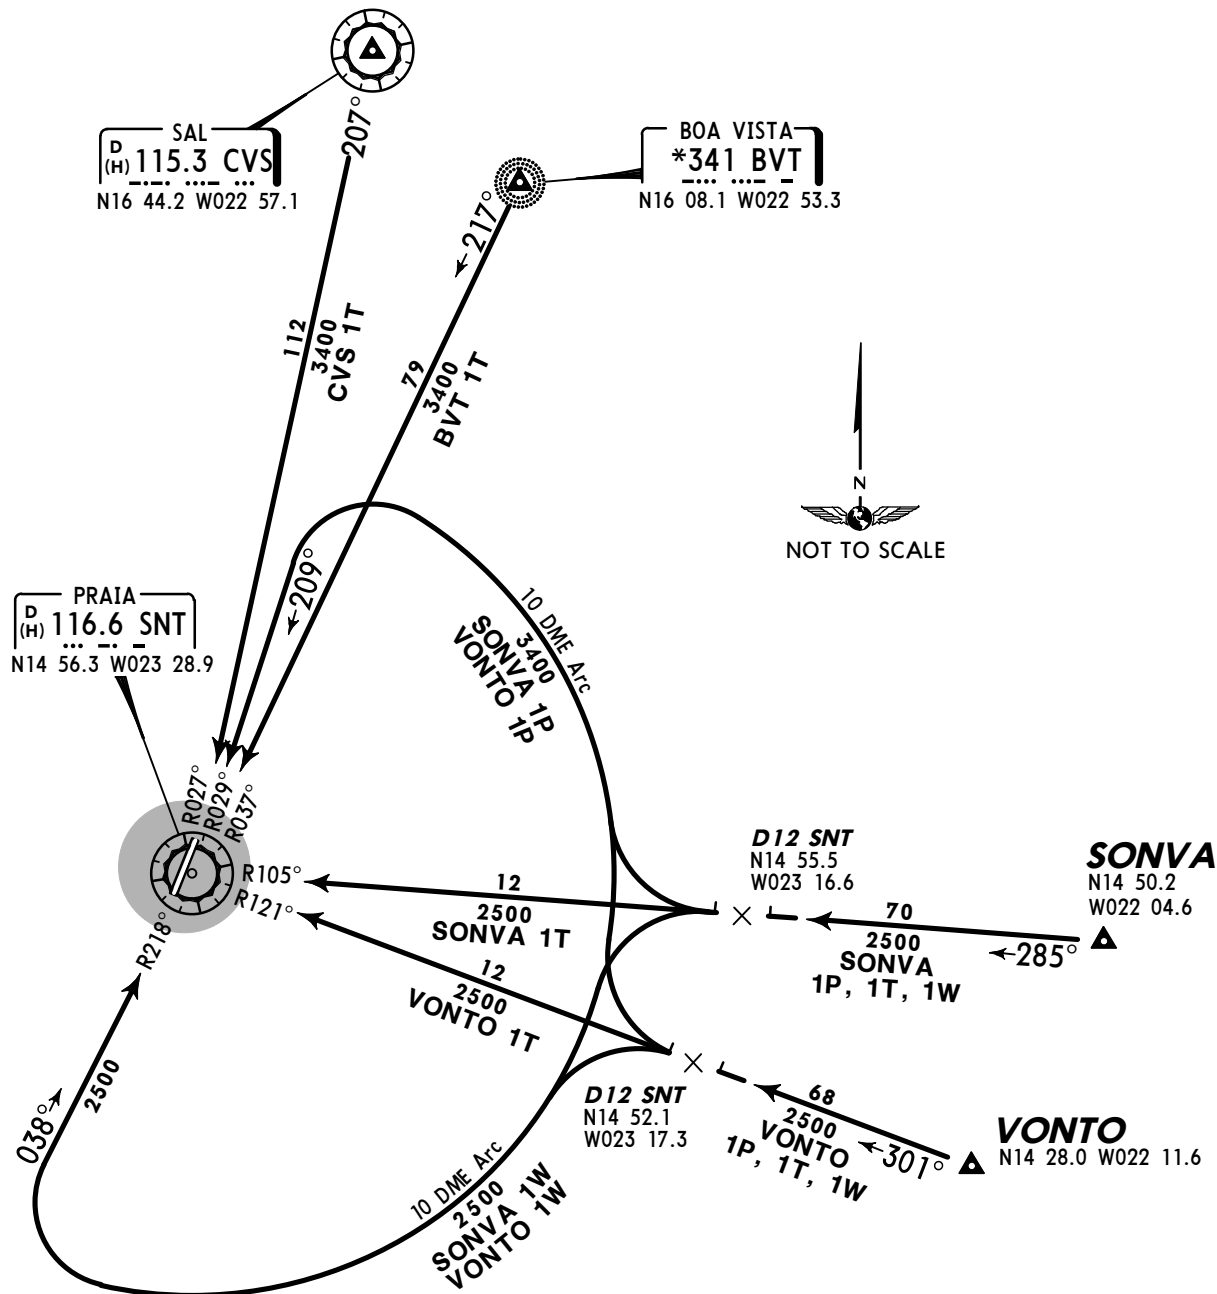 SAL
D
(H) 115.3 CVS
N16 44.2 W022 57.1
BOA VISTA
*341 BVT
N16 08.1 W022 53.3
207°
←217°
112
3400
CVS 1T
79
3400
BVT 1T
N
NOT TO SCALE
←209°
PRAIA
D
(H) 116.6 SNT
N14 56.3 W023 28.9
10 DME Arc
3400
SONVA 1P
VONTO 1P
R027°
R029°
R037°
R105°
R121°
R218°
12
2500
SONVA 1T
12
2500
VONTO 1T
D12 SNT
N14 55.5
W023 16.6
SONVA
N14 50.2
W022 04.6
70
2500
←285°
SONVA
1P, 1T, 1W
D12 SNT
N14 52.1
W023 17.3
68
2500
←301°
VONTO
1P, 1T, 1W
VONTO
N14 28.0 W022 11.6
038°→
2500
10 DME Arc
2500
SONVA 1W
VONTO 1W